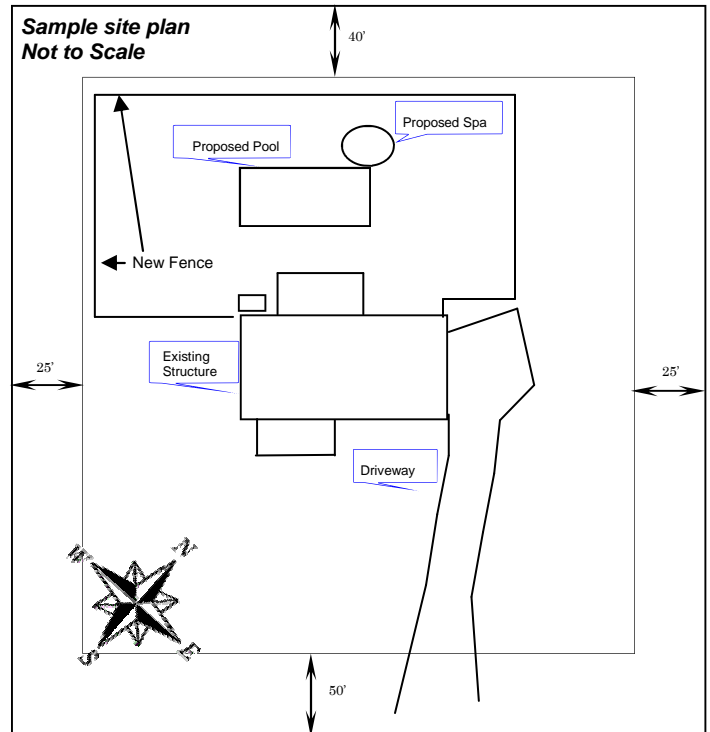 Sample site plan
Not to Scale
40'
Proposed Spa
Proposed Pool
New Fence
Existing
Structure
25'
25'
Driveway
W
N
S
E
50'